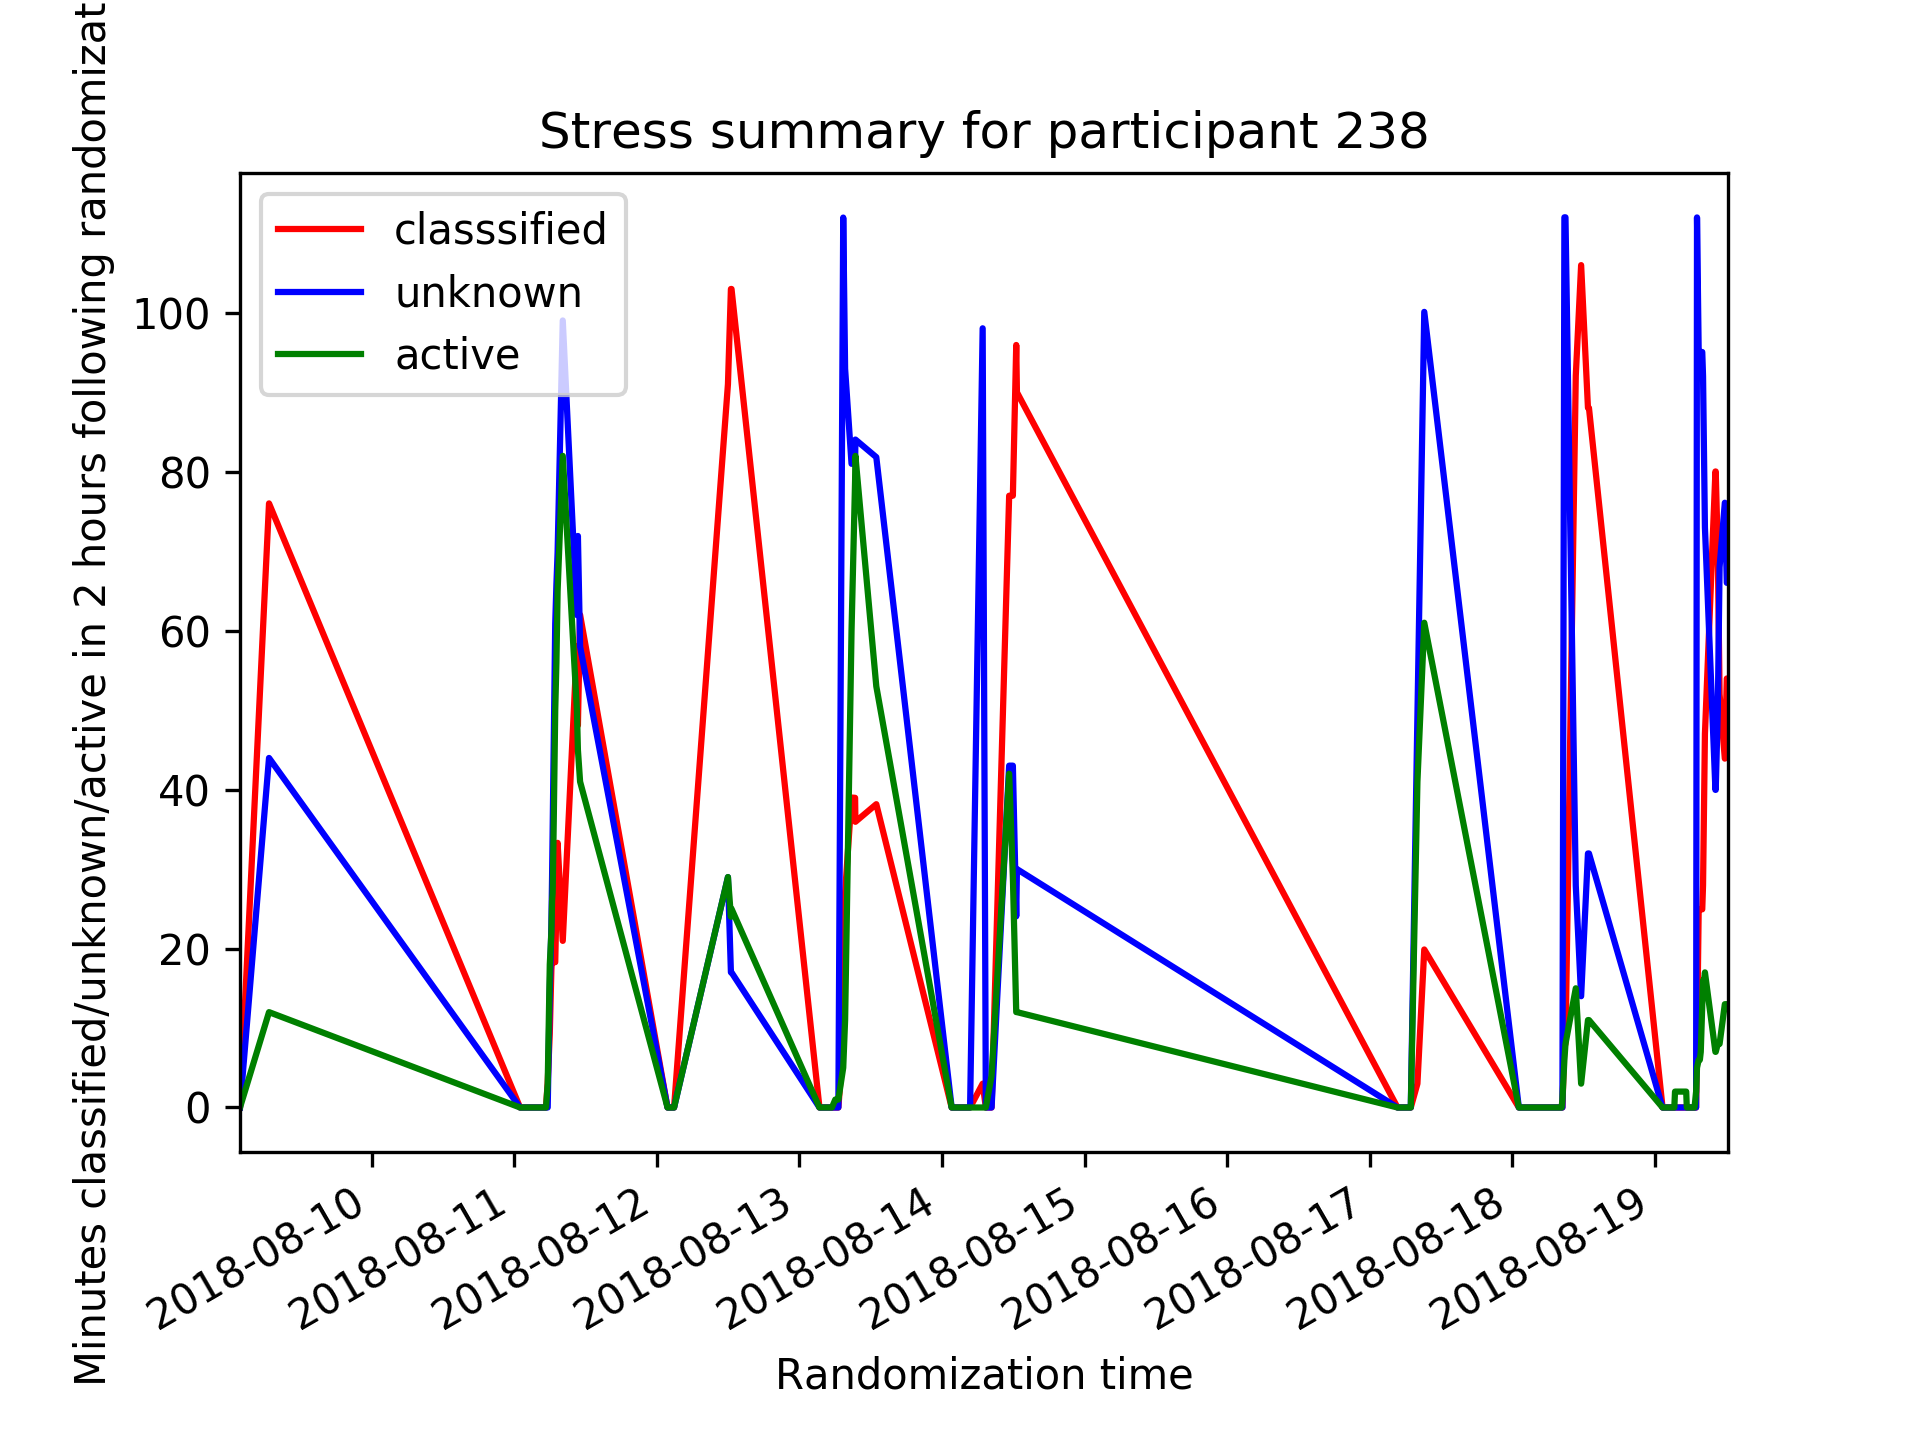 Stress summary for participant 238
Minutes classified/unknown/active in 2 hours following randomizat
classsified
unknown
active
100
80
60
40
20
0
2018-08-10
2018-08-11
2018-08-12
2018-08-13
2018-08-14
2018-08-15
2018-08-16
2018-08-17
2018-08-18
2018-08-19
Randomization time